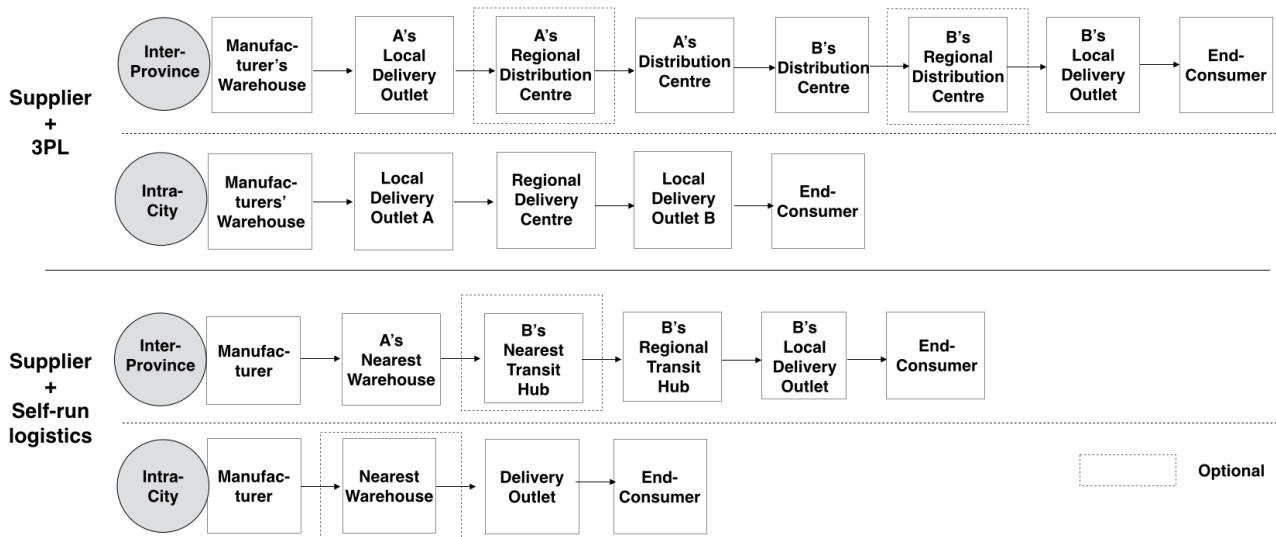 Supplier
+
3PL
Inter-
Province
Manufac-
turer's
Warehouse
A's
Local
Delivery
Outlet
A's
Regional
Distribution
Centre
A's
Distribution
Centre
B's
Distribution
Centre
B's
Regional
Distribution
Centre
B's
Local
Delivery
Outlet
End-
Consumer
Intra-
City
Manufac-
turers'
Warehouse
Local
Delivery
Outlet A
Regional
Delivery
Centre
Local
Delivery
Outlet B
End-
Consumer
Supplier
+
Self-run
logistics
Inter-
Province
Manufac-
turer
A's
Nearest
Warehouse
B's
Nearest
Transit
Hub
B's
Regional
Transit
Hub
B's
Local
Delivery
Outlet
End-
Consumer
Intra-
City
Manufac-
turer
Nearest
Warehouse
Delivery
Outlet
End-
Consumer
Optional